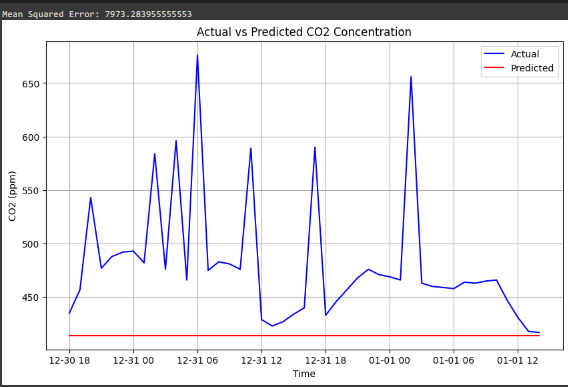 Mean Squared Error: 7973.283955555553
Actual vs Predicted CO2 Concentration
Actual
Predicted
650
600
550
500
450
CO2 (ppm)
12-30 18
12-31 00
12-31 06
12-31 12
12-31 18
01-01 00
01-01 06
01-01 12
Time